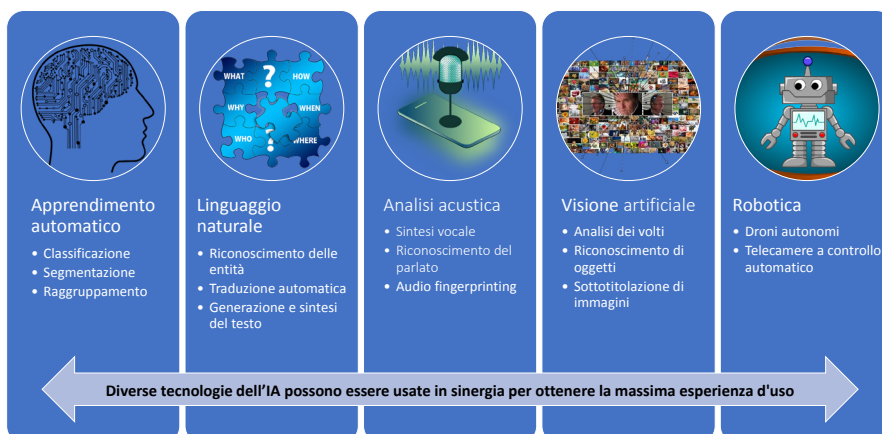 WHAT
?
HOW
WHY
WHEN
WHO
?
WHERE
Apprendimento
automatico
• Classificazione
• Segmentazione
• Raggruppamento
Linguaggio
naturale
• Riconoscimento delle
entità
• Traduzione automatica
• Generazione e sintesi
del testo
Analisi acustica
• Sintesi vocale
• Riconoscimento del
parlato
• Audio fingerprinting
Visione artificiale
• Analisi dei volti
• Riconoscimento di
oggetti
• Sottotitolazione di
immagini
Robotica
• Droni autonomi
• Telecamere a controllo
automatico
Diverse tecnologie dell’IA possono essere usate in sinergia per ottenere la massima esperienza d'uso